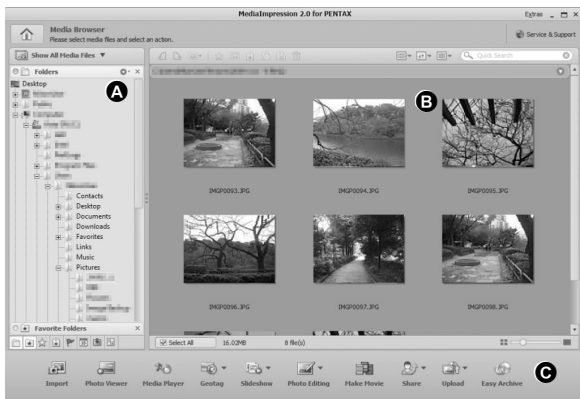 MediaImpression 2.0 for PENTAX
Extras
Media Browser
Please select media files and select an action.
Service & Support
Show All Media Files
Quick Search
Folders
A
B
Desktop
IMGP0093.JPG
IMGP0094.JPG
IMGP0095.JPG
Contacts
Desktop
Documents
Downloads
Favorites
Links
Music
Pictures
IMGP0096.JPG
IMGP0097.JPG
IMGP0098.JPG
Favorite Folders
Select All
16.02MB
8 file(s)
C
Import
Photo Viewer
Media Player
Geotag
Slideshow
Photo Editing
Make Movie
Share
Upload
Easy Archive